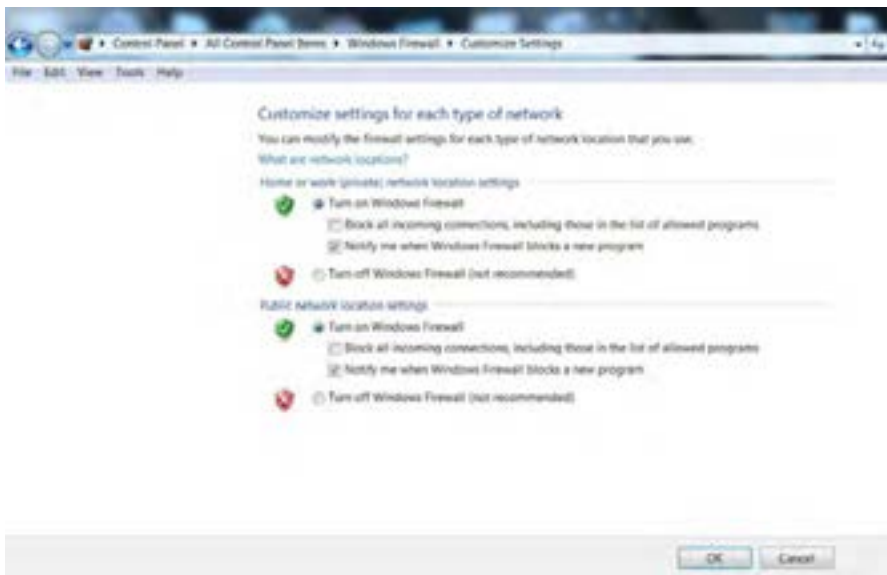 Control Panel ▸ All Control Panel Items ▸ Windows Firewall ▸ Customize Settings
File Edit View Tools Help
Customize settings for each type of network
You can modify the firewall settings for each type of network location that you use.
What are network locations?
Home or work (private) network location settings
Turn on Windows Firewall
Block all incoming connections, including those in the list of allowed programs
Notify me when Windows Firewall blocks a new program
Turn off Windows Firewall (not recommended)
Public network location settings
Turn on Windows Firewall
Block all incoming connections, including those in the list of allowed programs
Notify me when Windows Firewall blocks a new program
Turn off Windows Firewall (not recommended)
OK Cancel